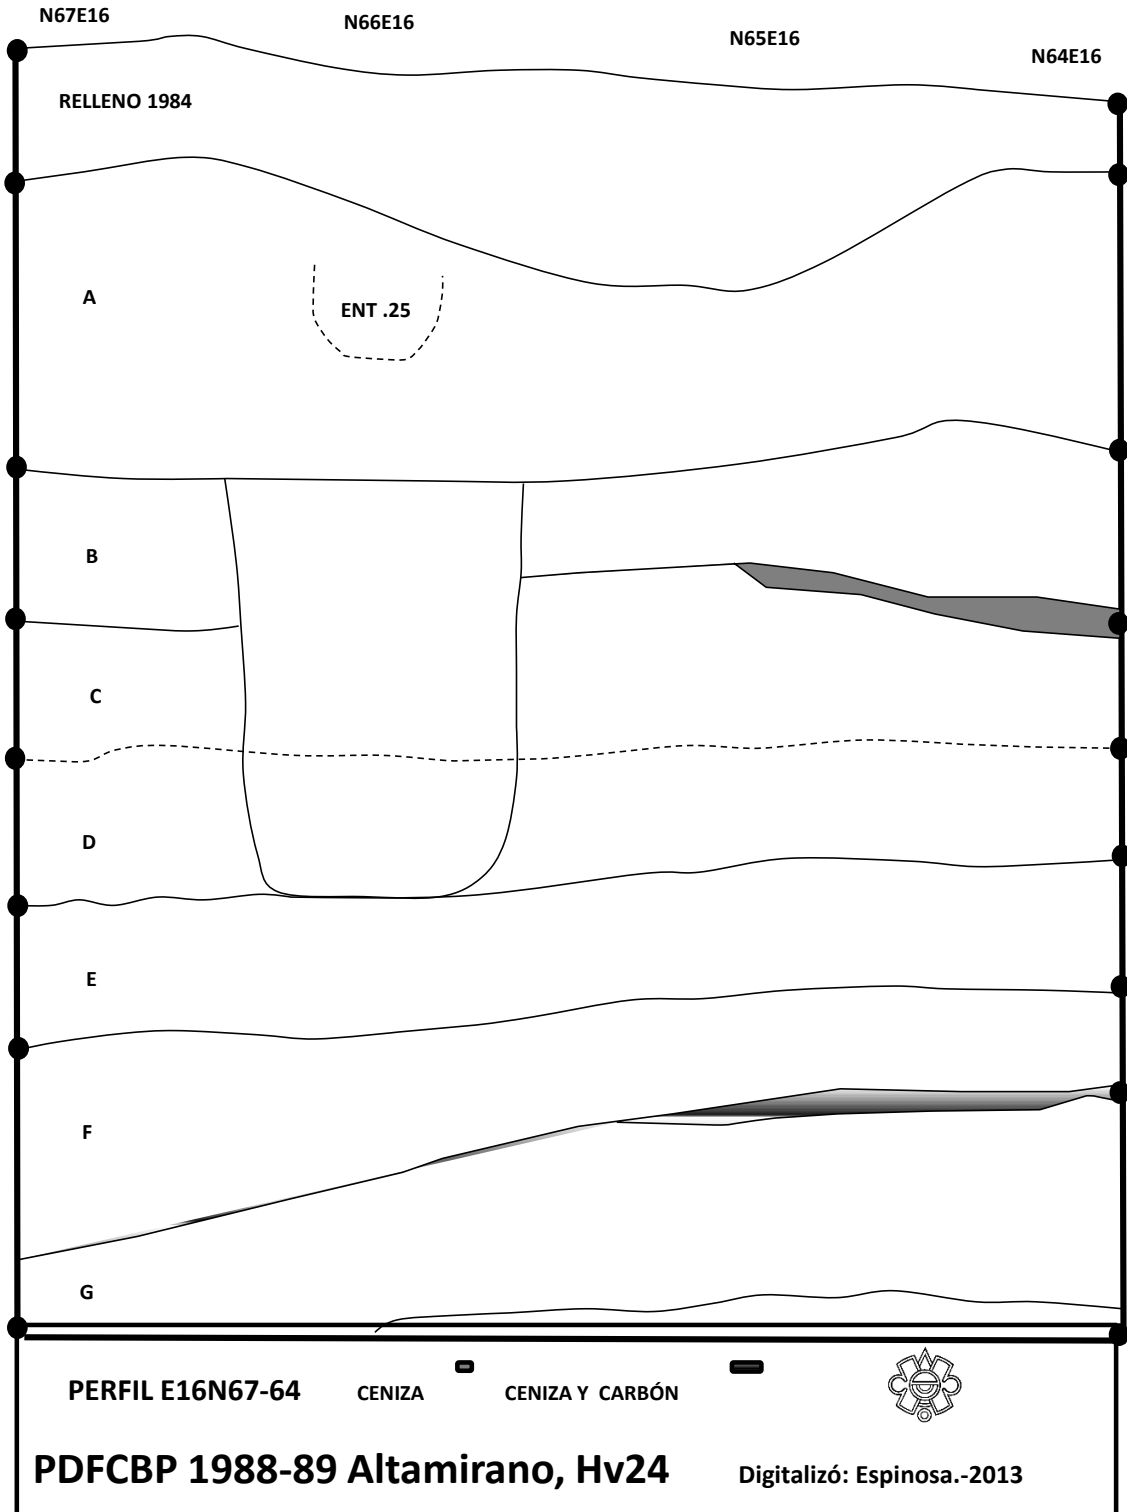 N67E16
N66E16
N65E16
N64E16
RELLENO 1984
A
ENT .25
B
C
D
E
F
G
PERFIL E16N67-64 CENIZA CENIZA Y CARBÓN
PDFCBP 1988-89 Altamirano, Hv24 Digitalizó: Espinosa.-2013